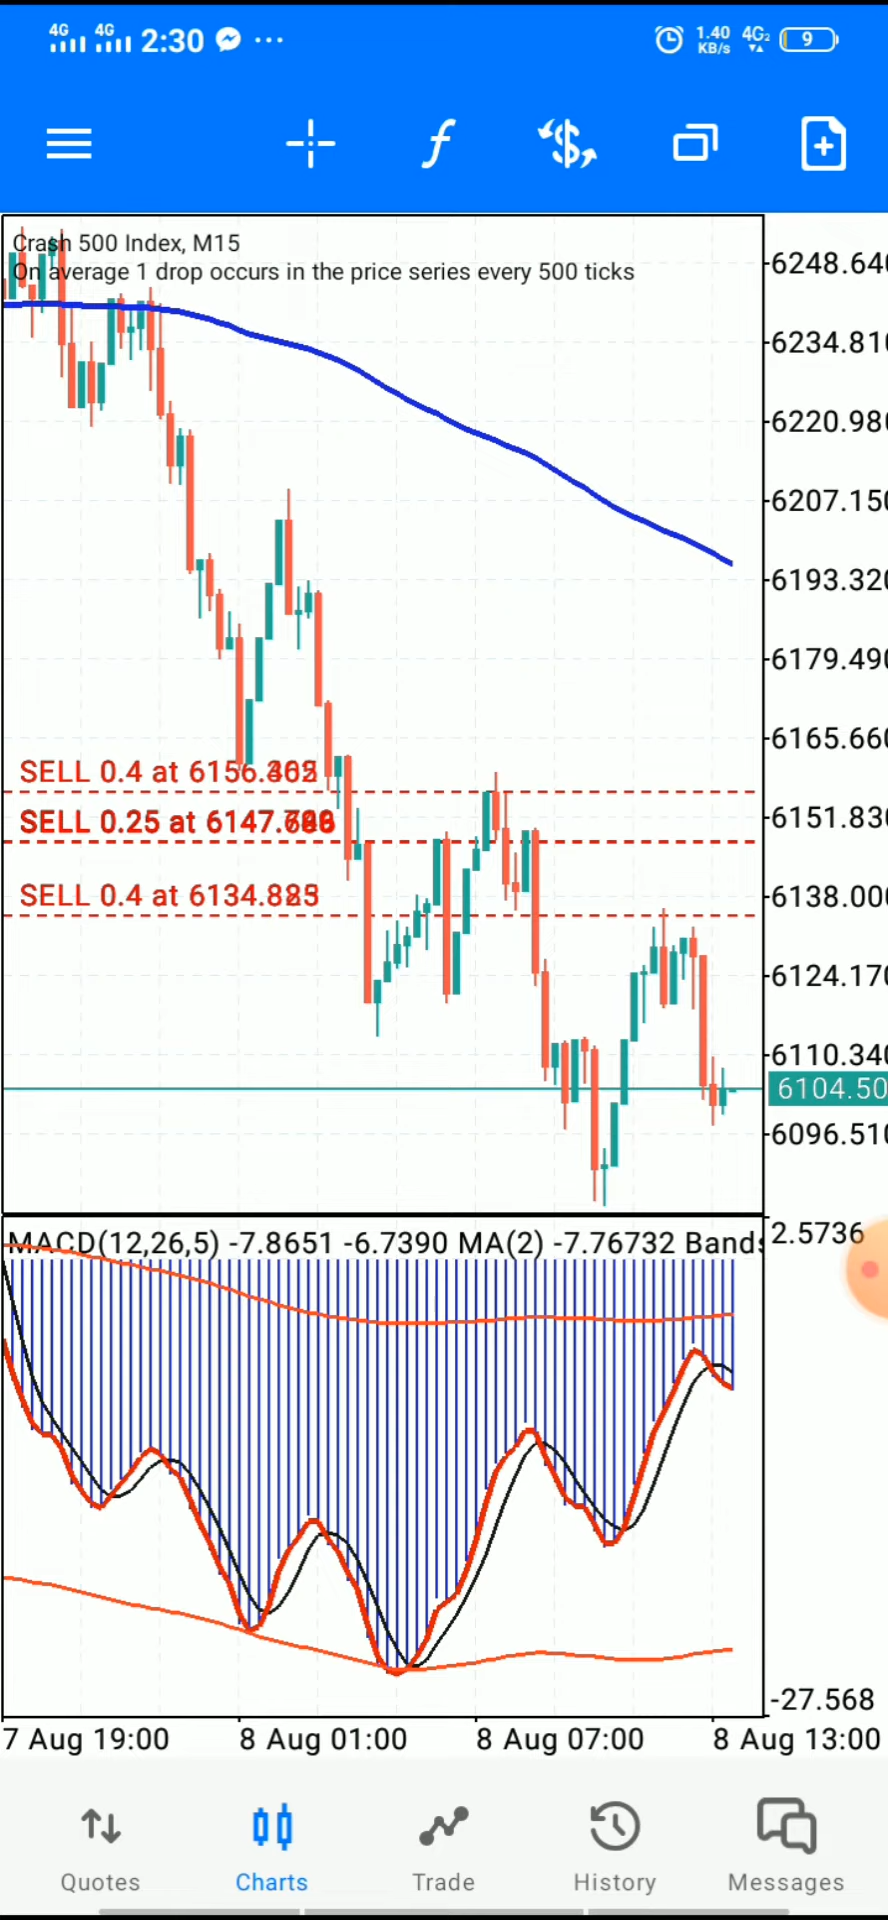 4G 4G 2:30 ... 1.40 KB/s 4G2 9
Crash 500 Index, M15
On average 1 drop occurs in the price series every 500 ticks
6248.640
6234.810
6220.980
6207.150
6193.320
6179.490
6165.660
SELL 0.4 at 6156.
6151.830
SELL 0.25 at 6147.
6138.000
SELL 0.4 at 6134.
6124.170
6110.340
6104.50
6096.510
MACD(12,26,5) -7.8651 -6.7390 MA(2) -7.76732 Bands
2.5736
-27.568
7 Aug 19:00 8 Aug 01:00 8 Aug 07:00 8 Aug 13:00
Quotes Charts Trade History Messages